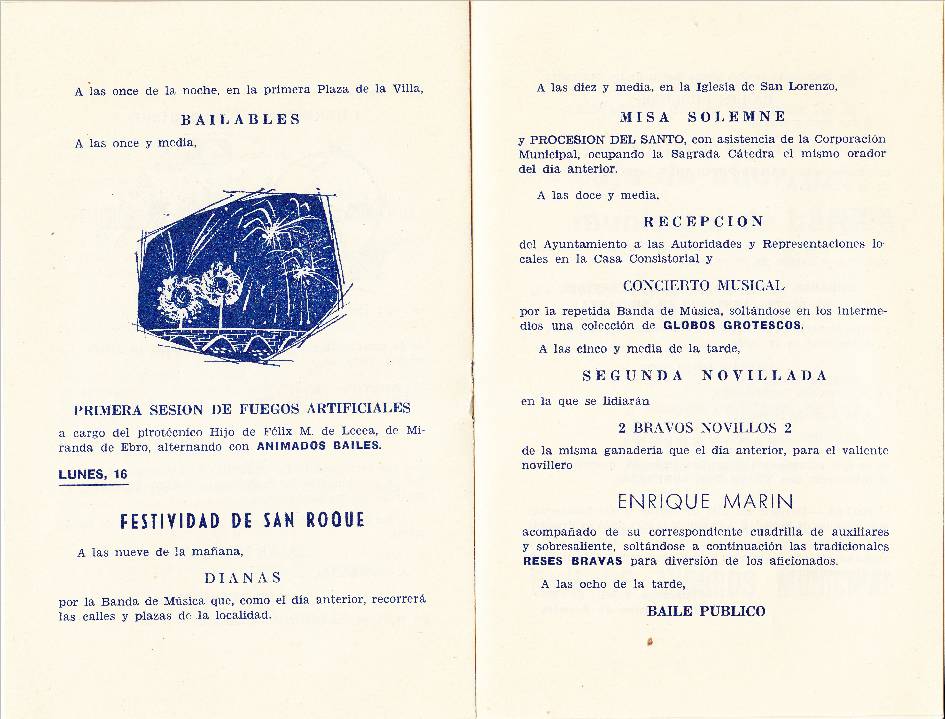 A las once de la noche, en la primera Plaza de la Villa,
BAILABLES
A las once y media,
PRIMERA SESION DE FUEGOS ARTIFICIALES
a cargo del pirotécnico Hijo de Félix M. de Lecea, de Mi-
randa de Ebro, alternando con ANIMADOS BAILES.
LUNES, 16
FESTIVIDAD DE SAN ROQUE
A las nueve de la mañana,
DIANAS
por la Banda de Música que, como el día anterior, recorrerá
las calles y plazas de la localidad.
A las diez y media, en la Iglesia de San Lorenzo,
MISA SOLEMNE
y PROCESION DEL SANTO, con asistencia de la Corporación
Municipal, ocupando la Sagrada Cátedra el mismo orador
del día anterior.
A las doce y media,
RECEPCION
del Ayuntamiento a las Autoridades y Representaciones lo-
cales en la Casa Consistorial y
CONCIERTO MUSICAL
por la repetida Banda de Música, soltándose en los interme-
dios una colección de GLOBOS GROTESCOS.
A las cinco y media de la tarde,
SEGUNDA NOVILLADA
en la que se lidiarán
2 BRAVOS NOVILLOS 2
de la misma ganadería que el día anterior, para el valiente
novillero
ENRIQUE MARIN
acompañado de su correspondiente cuadrilla de auxiliares
y sobresaliente, soltándose a continuación las tradicionales
RESES BRAVAS para diversión de los aficionados.
A las ocho de la tarde,
BAILE PUBLICO